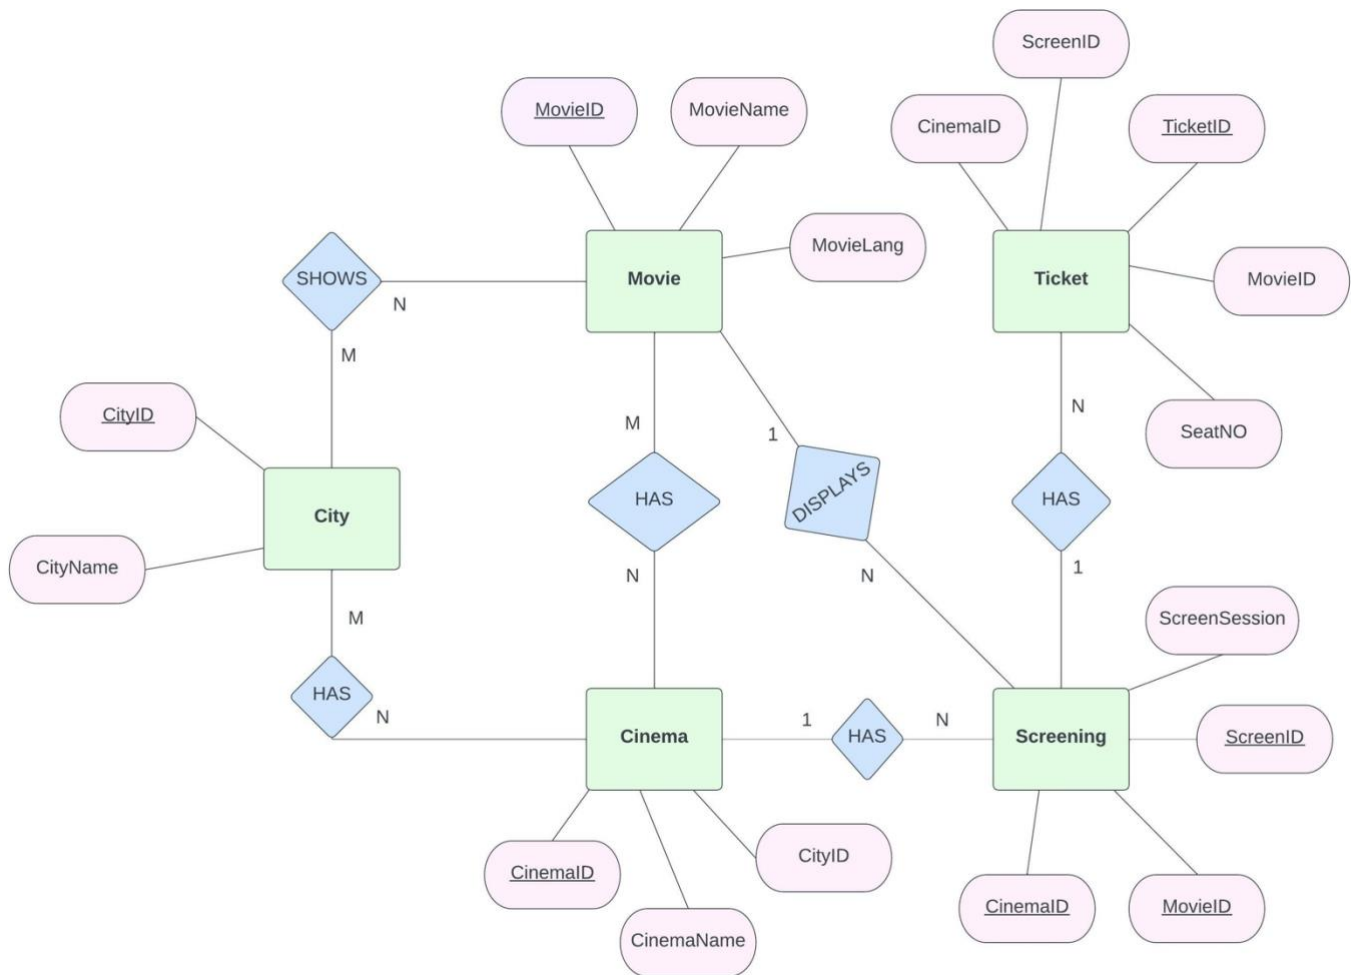 ScreenID
MovieID
MovieName
CinemaID
TicketID
MovieLang
SHOWS
N
Movie
Ticket
MovieID
M
CityID
M
1
N
SeatNO
DISPLAYS
HAS
HAS
City
CityName
N
N
1
M
ScreenSession
HAS
N
Cinema
1
HAS
N
Screening
ScreenID
CityID
CinemaID
CinemaName
CinemaID
MovieID